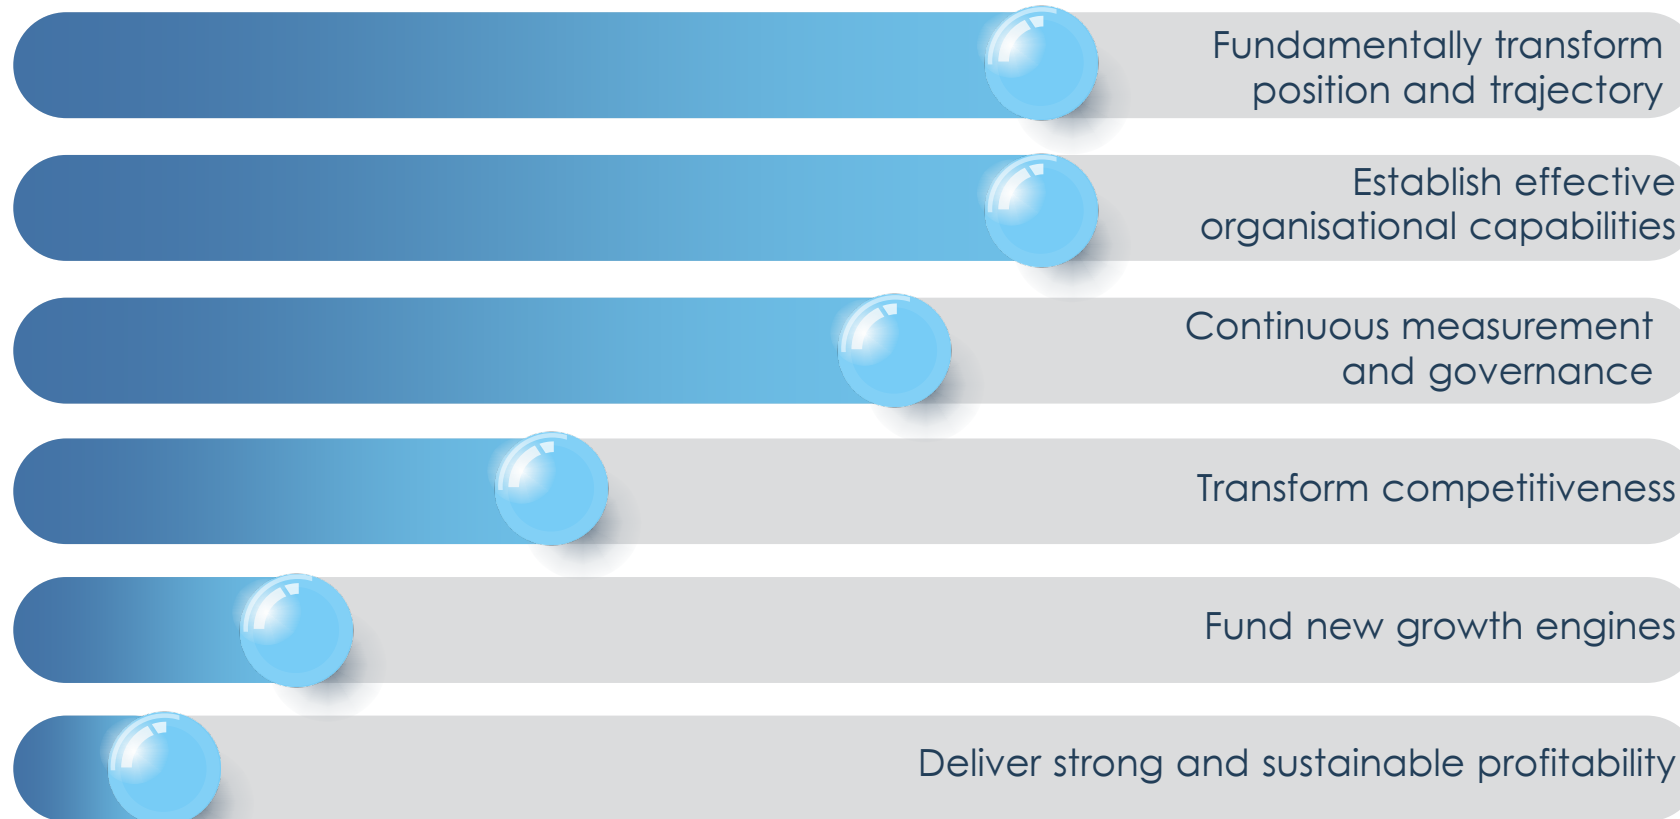 Fundamentally transform
position and trajectory
Establish effective
organisational capabilities
Continuous measurement
and governance
Transform competitiveness
Fund new growth engines
Deliver strong and sustainable profitability